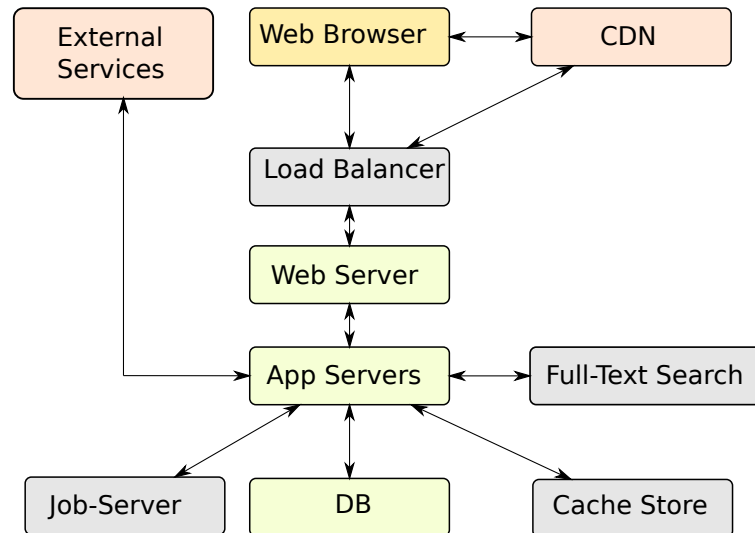 External
Services
Web Browser
CDN
Load Balancer
Web Server
App Servers
Full-Text Search
Job-Server
DB
Cache Store